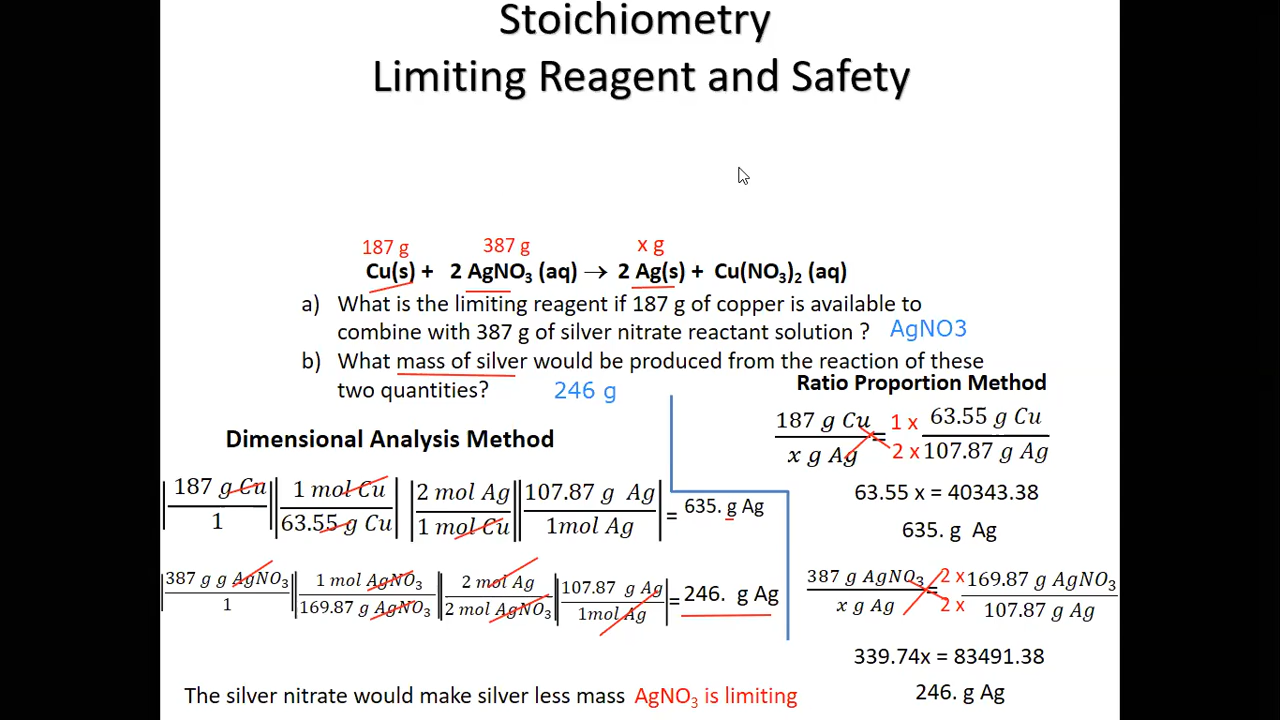 Stoichiometry
Limiting Reagent and Safety
187 g 387 g x g
Cu(s) + 2 AgNO₃ (aq) → 2 Ag(s) + Cu(NO₃)₂ (aq)
a) What is the limiting reagent if 187 g of copper is available to
combine with 387 g of silver nitrate reactant solution ? AgNO3
b) What mass of silver would be produced from the reaction of these
two quantities? 246 g
Dimensional Analysis Method
|187 g Cu / 1||1 mol Cu / 63.55 g Cu| |2 mol Ag / 1 mol Cu||107.87 g Ag / 1mol Ag| = 635. g Ag
|387 g g AgNO₃ / 1||1 mol AgNO₃ / 169.87 g AgNO₃||2 mol Ag / 2 mol AgNO₃||107.87 g Ag / 1mol Ag| = 246. g Ag
The silver nitrate would make silver less mass AgNO₃ is limiting
Ratio Proportion Method
187 g Cu / x g Ag = 1 x 63.55 g Cu / 2 x 107.87 g Ag
63.55 x = 40343.38
635. g Ag
387 g AgNO₃ / x g Ag = 2 x 169.87 g AgNO₃ / 2 x 107.87 g Ag
339.74x = 83491.38
246. g Ag